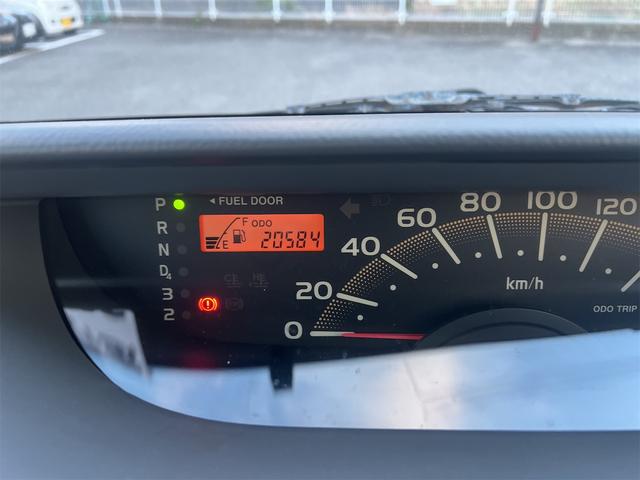 P
R
N
D4
3
2
◄ FUEL DOOR
F ODO
E 20584
0
20
40
60
80
100
120
km/h
ODO TRIP